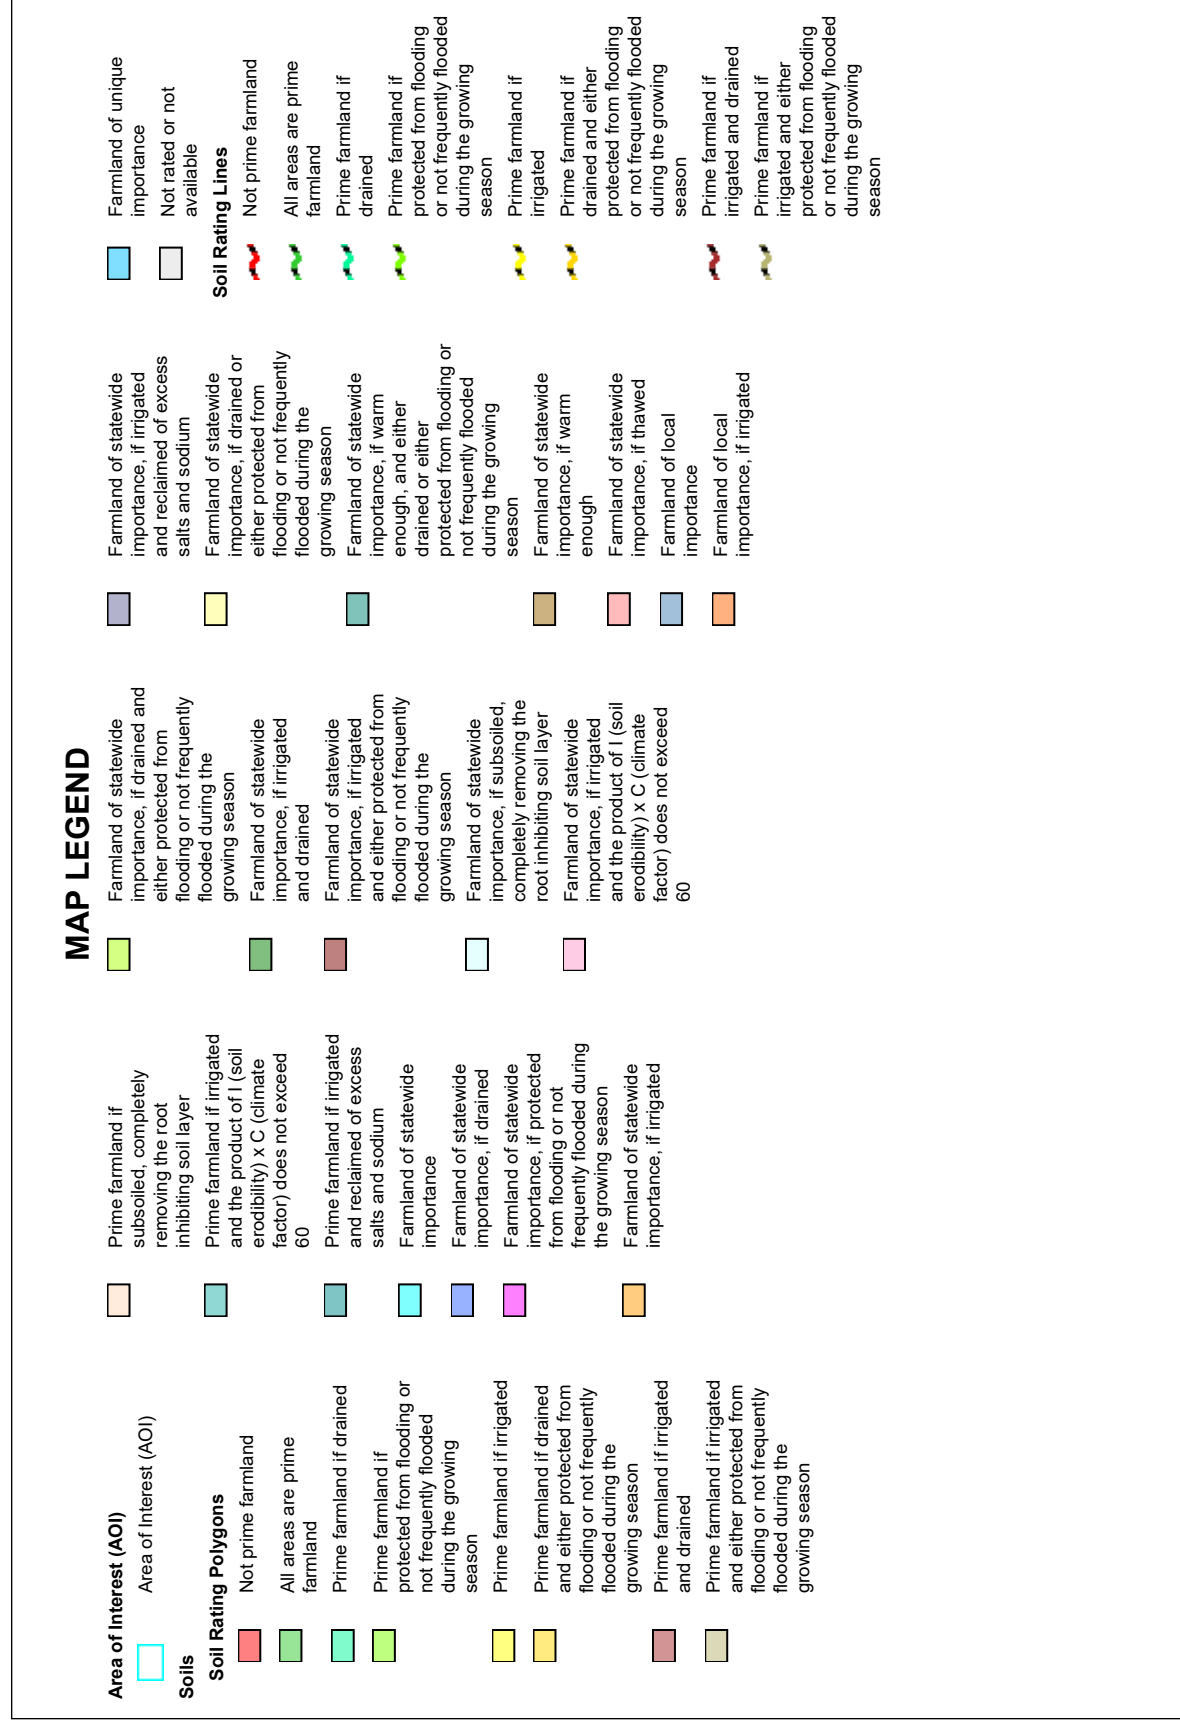 MAP LEGEND
Area of Interest (AOI)
Area of Interest (AOI)
Soils
Soil Rating Polygons
Not prime farmland
All areas are prime
farmland
Prime farmland if drained
Prime farmland if
protected from flooding or
not frequently flooded
during the growing
season
Prime farmland if irrigated
Prime farmland if drained
and either protected from
flooding or not frequently
flooded during the
growing season
Prime farmland if irrigated
and drained
Prime farmland if irrigated
and either protected from
flooding or not frequently
flooded during the
growing season
Prime farmland if
subsoiled, completely
removing the root
inhibiting soil layer
Prime farmland if irrigated
and the product of I (soil
erodibility) x C (climate
factor) does not exceed
60
Prime farmland if irrigated
and reclaimed of excess
salts and sodium
Farmland of statewide
importance
Farmland of statewide
importance, if drained
Farmland of statewide
importance, if protected
from flooding or not
frequently flooded during
the growing season
Farmland of statewide
importance, if irrigated
Farmland of statewide
importance, if drained and
either protected from
flooding or not frequently
flooded during the
growing season
Farmland of statewide
importance, if irrigated
and drained
Farmland of statewide
importance, if irrigated
and either protected from
flooding or not frequently
flooded during the
growing season
Farmland of statewide
importance, if subsoiled,
completely removing the
root inhibiting soil layer
Farmland of statewide
importance, if irrigated
and the product of I (soil
erodibility) x C (climate
factor) does not exceed
60
Farmland of statewide
importance, if irrigated
and reclaimed of excess
salts and sodium
Farmland of statewide
importance, if drained or
either protected from
flooding or not frequently
flooded during the
growing season
Farmland of statewide
importance, if warm
enough, and either
drained or either
protected from flooding or
not frequently flooded
during the growing
season
Farmland of statewide
importance, if warm
enough
Farmland of statewide
importance, if thawed
Farmland of local
importance
Farmland of local
importance, if irrigated
Farmland of unique
importance
Not rated or not
available
Soil Rating Lines
Not prime farmland
All areas are prime
farmland
Prime farmland if
drained
Prime farmland if
protected from flooding
or not frequently flooded
during the growing
season
Prime farmland if
irrigated
Prime farmland if
drained and either
protected from flooding
or not frequently flooded
during the growing
season
Prime farmland if
irrigated and drained
Prime farmland if
irrigated and either
protected from flooding
or not frequently flooded
during the growing
season